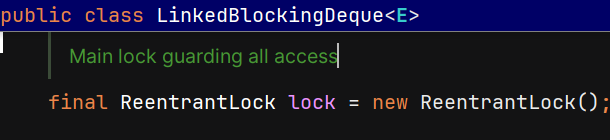 public class LinkedBlockingDeque<E>
Main lock guarding all access
final ReentrantLock lock = new ReentrantLock();